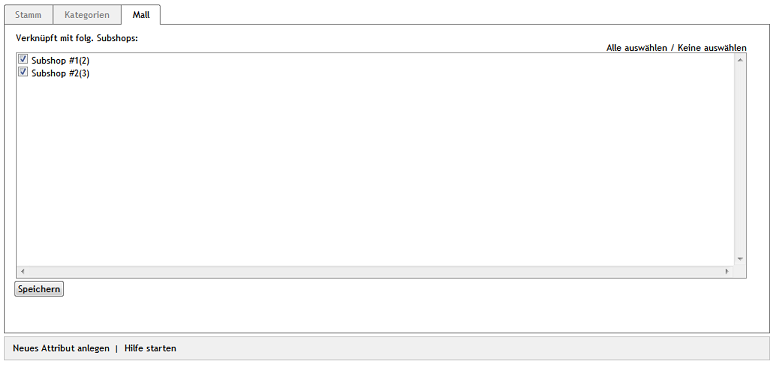 Stamm Kategorien Mall
Verknüpft mit folg. Subshops:
Alle auswählen / Keine auswählen
Subshop #1(2)
Subshop #2(3)
Speichern
Neues Attribut anlegen | Hilfe starten